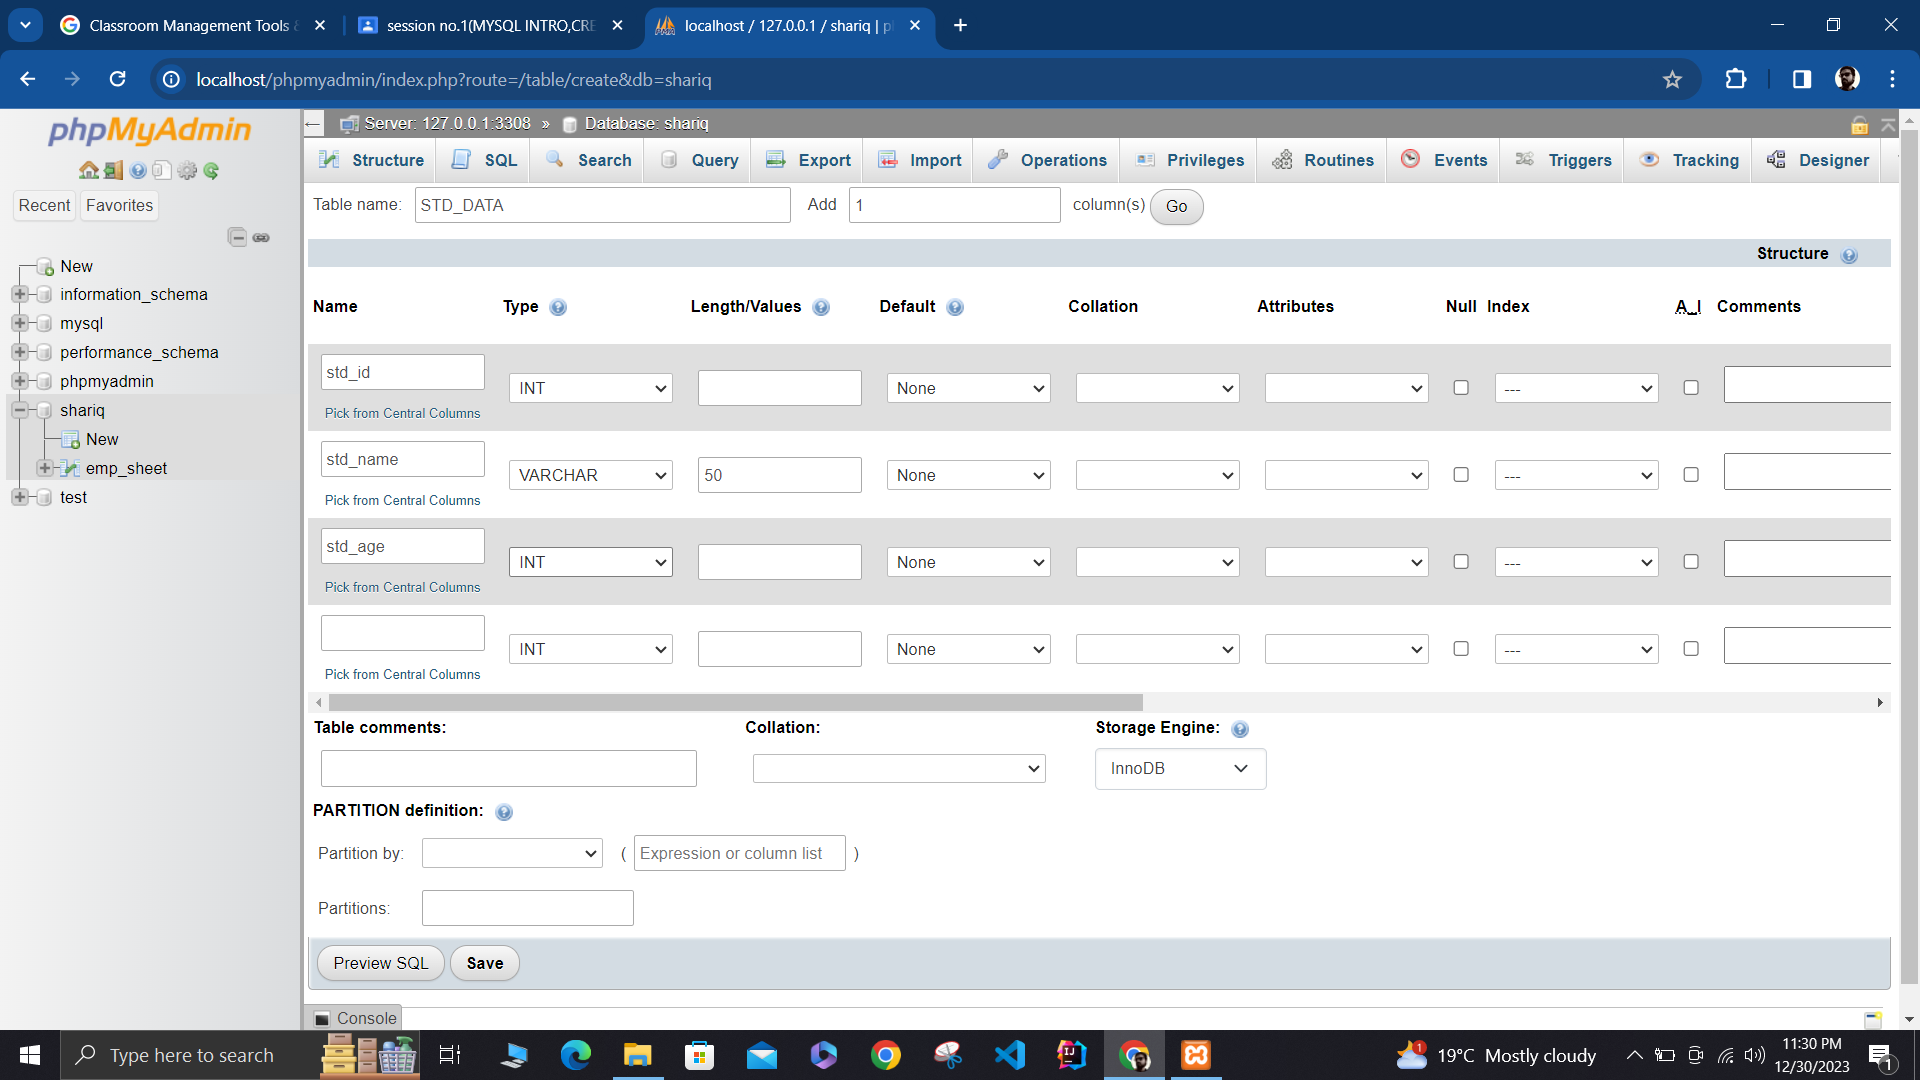 Classroom Management Tools &
session no.1(MYSQL INTRO,CRE
localhost / 127.0.0.1 / shariq | p
localhost/phpmyadmin/index.php?route=/table/create&db=shariq
phpMyAdmin
Recent Favorites
New
information_schema
mysql
performance_schema
phpmyadmin
shariq
New
emp_sheet
test
Server: 127.0.0.1:3308 » Database: shariq
Structure SQL Search Query Export Import Operations Privileges Routines Events Triggers Tracking Designer
Table name: STD_DATA Add 1 column(s) Go
Structure
Name Type Length/Values Default Collation Attributes Null Index A_I Comments
std_id INT None ---
Pick from Central Columns
std_name VARCHAR 50 None ---
Pick from Central Columns
std_age INT None ---
Pick from Central Columns
INT None ---
Pick from Central Columns
Table comments: Collation: Storage Engine:
InnoDB
PARTITION definition:
Partition by: ( Expression or column list )
Partitions:
Preview SQL Save
Console
Type here to search
1 19°C Mostly cloudy
11:30 PM
12/30/2023
1